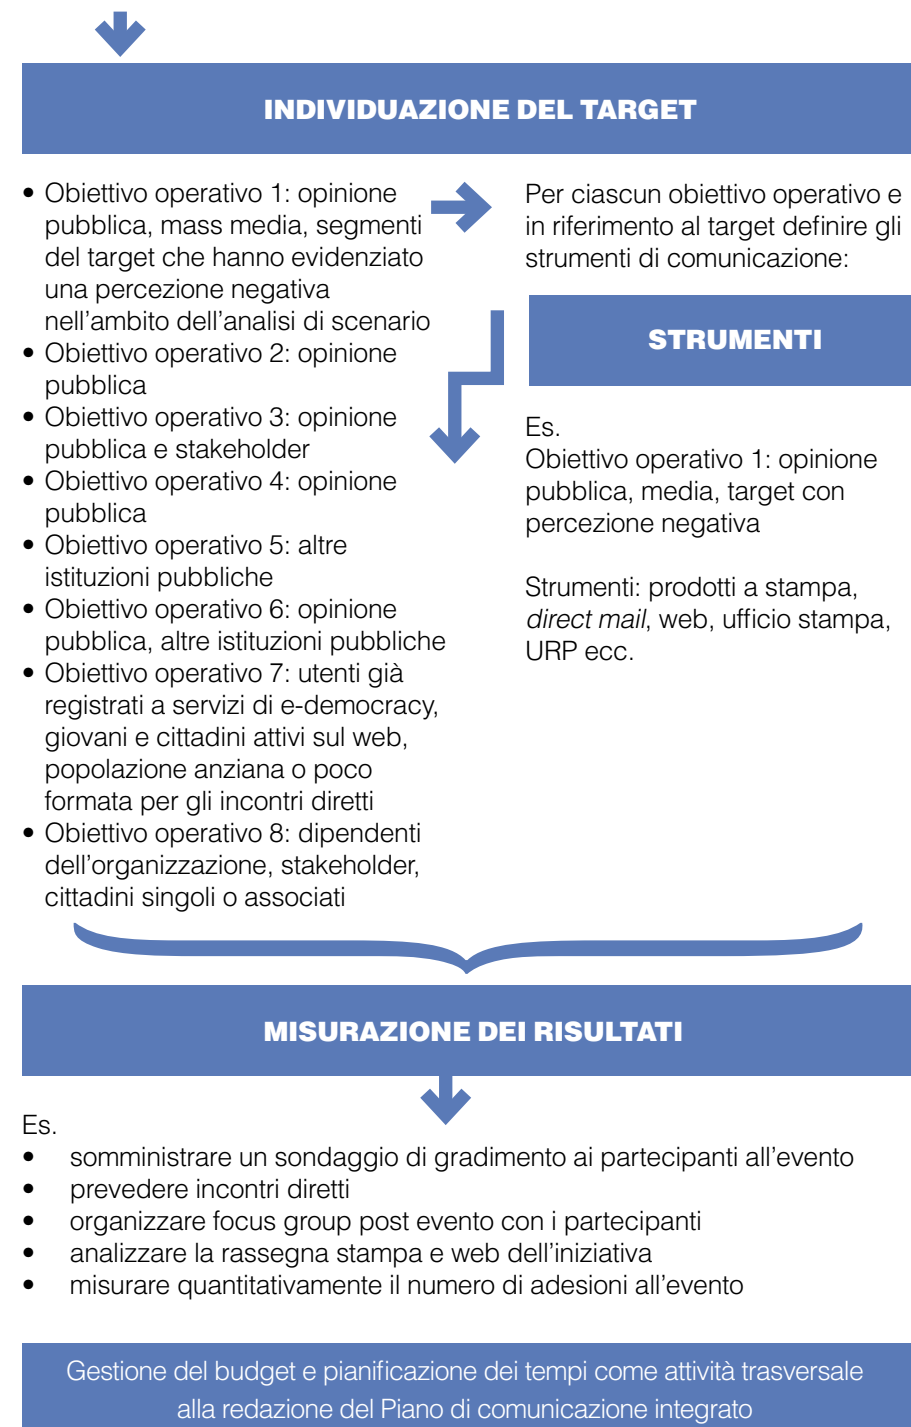 INDIVIDUAZIONE DEL TARGET
• Obiettivo operativo 1: opinione
pubblica, mass media, segmenti
del target che hanno evidenziato
una percezione negativa
nell’ambito dell’analisi di scenario
• Obiettivo operativo 2: opinione
pubblica
• Obiettivo operativo 3: opinione
pubblica e stakeholder
• Obiettivo operativo 4: opinione
pubblica
• Obiettivo operativo 5: altre
istituzioni pubbliche
• Obiettivo operativo 6: opinione
pubblica, altre istituzioni pubbliche
• Obiettivo operativo 7: utenti già
registrati a servizi di e-democracy,
giovani e cittadini attivi sul web,
popolazione anziana o poco
formata per gli incontri diretti
• Obiettivo operativo 8: dipendenti
dell’organizzazione, stakeholder,
cittadini singoli o associati
Per ciascun obiettivo operativo e
in riferimento al target definire gli
strumenti di comunicazione:
STRUMENTI
Es.
Obiettivo operativo 1: opinione
pubblica, media, target con
percezione negativa
Strumenti: prodotti a stampa,
direct mail, web, ufficio stampa,
URP ecc.
MISURAZIONE DEI RISULTATI
Es.
• somministrare un sondaggio di gradimento ai partecipanti all’evento
• prevedere incontri diretti
• organizzare focus group post evento con i partecipanti
• analizzare la rassegna stampa e web dell’iniziativa
• misurare quantitativamente il numero di adesioni all’evento
Gestione del budget e pianificazione dei tempi come attività trasversale
alla redazione del Piano di comunicazione integrato